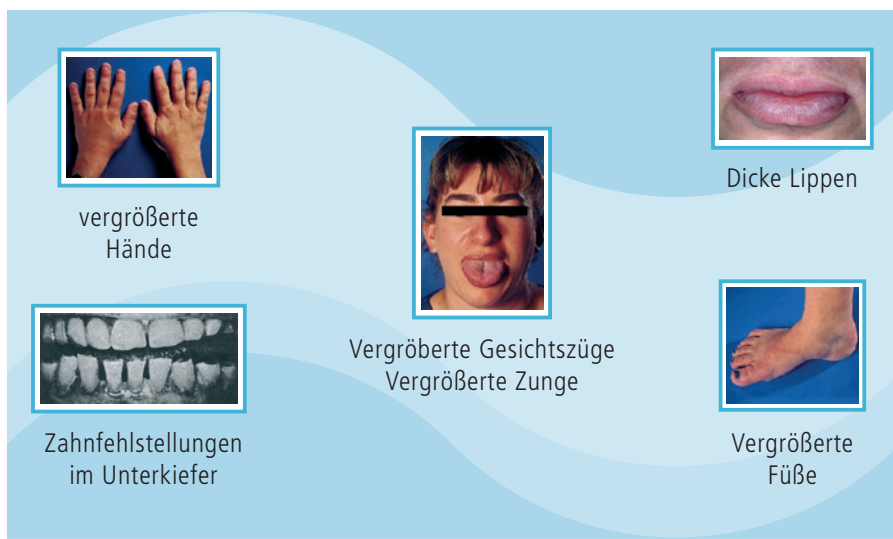 vergrößerte
Hände
Dicke Lippen
Vergröberte Gesichtszüge
Vergrößerte Zunge
Zahnfehlstellungen
im Unterkiefer
Vergrößerte
Füße